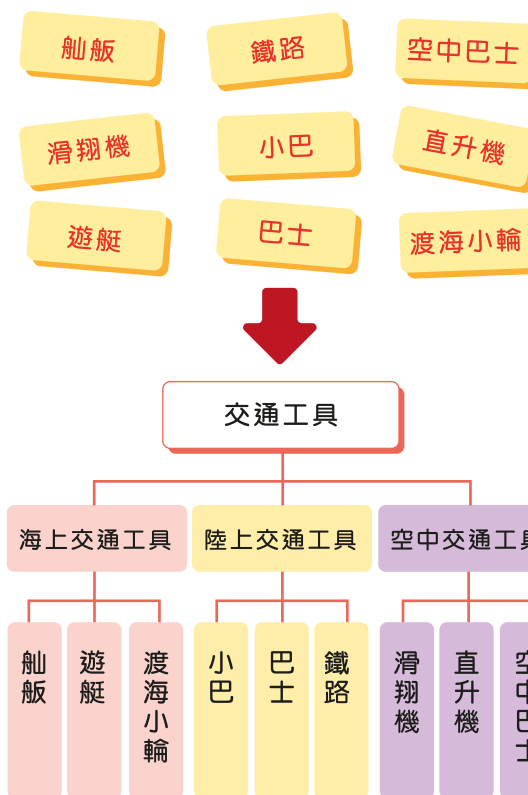 舢舨
鐵路
空中巴士
滑翔機
小巴
直升機
遊艇
巴士
渡海小輪
交通工具
海上交通工具
陸上交通工具
空中交通工具
舢舨
遊艇
渡海小輪
小巴
巴士
鐵路
滑翔機
直升機
空中巴士